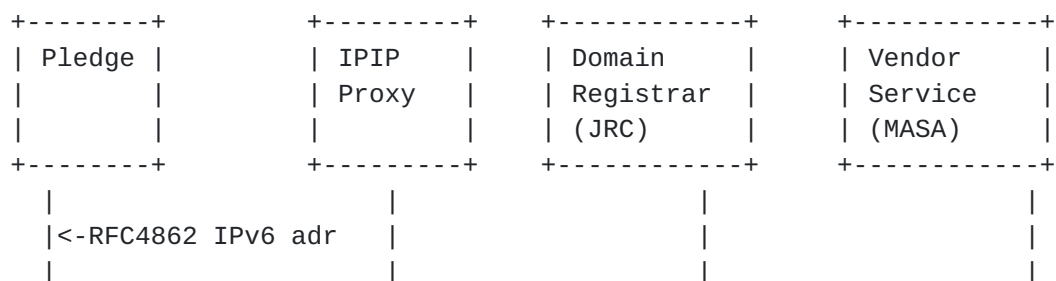 +--------+         +---------+    +------------+     +------------+
| Pledge |         | IPIP    |    | Domain     |     | Vendor     |
|        |         | Proxy   |    | Registrar  |     | Service    |
|        |         |         |    | (JRC)      |     | (MASA)     |
+--------+         +---------+    +------------+     +------------+
  |                     |                  |                   |
  |<-RFC4862 IPv6 adr   |                  |                   |
  |                     |                  |                   |